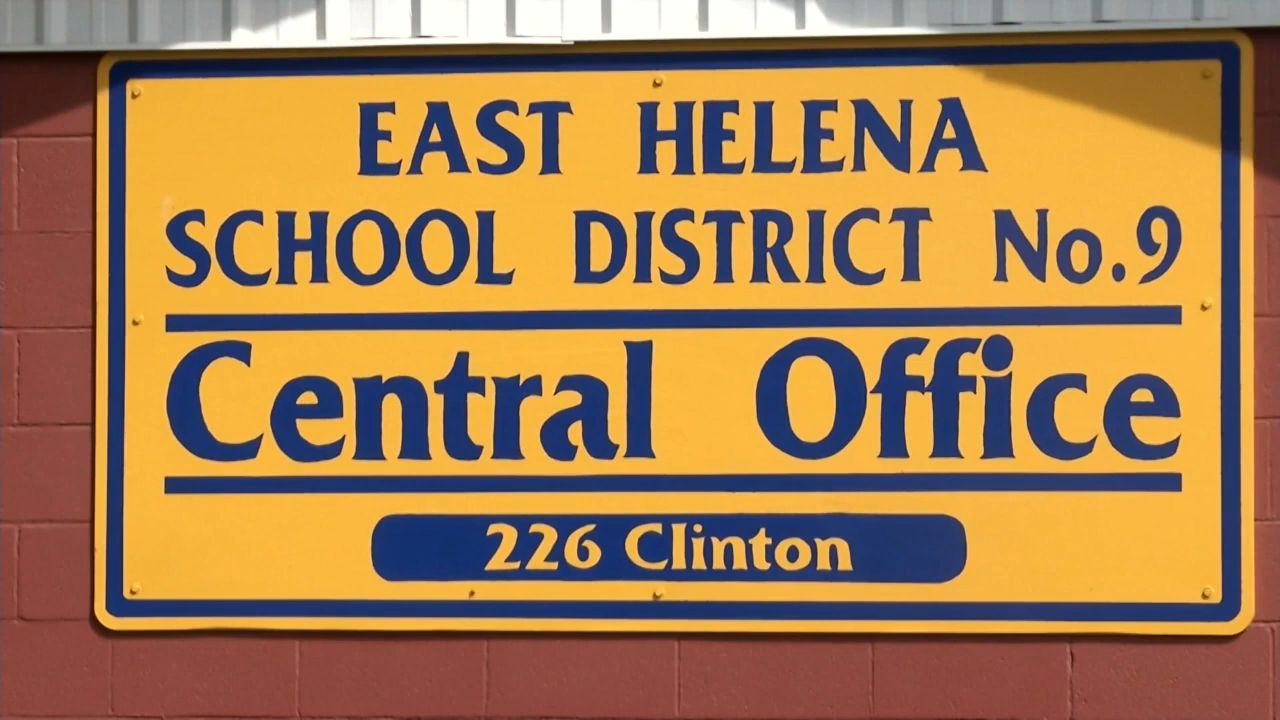 EAST HELENA
SCHOOL DISTRICT No.9
Central Office
226 Clinton